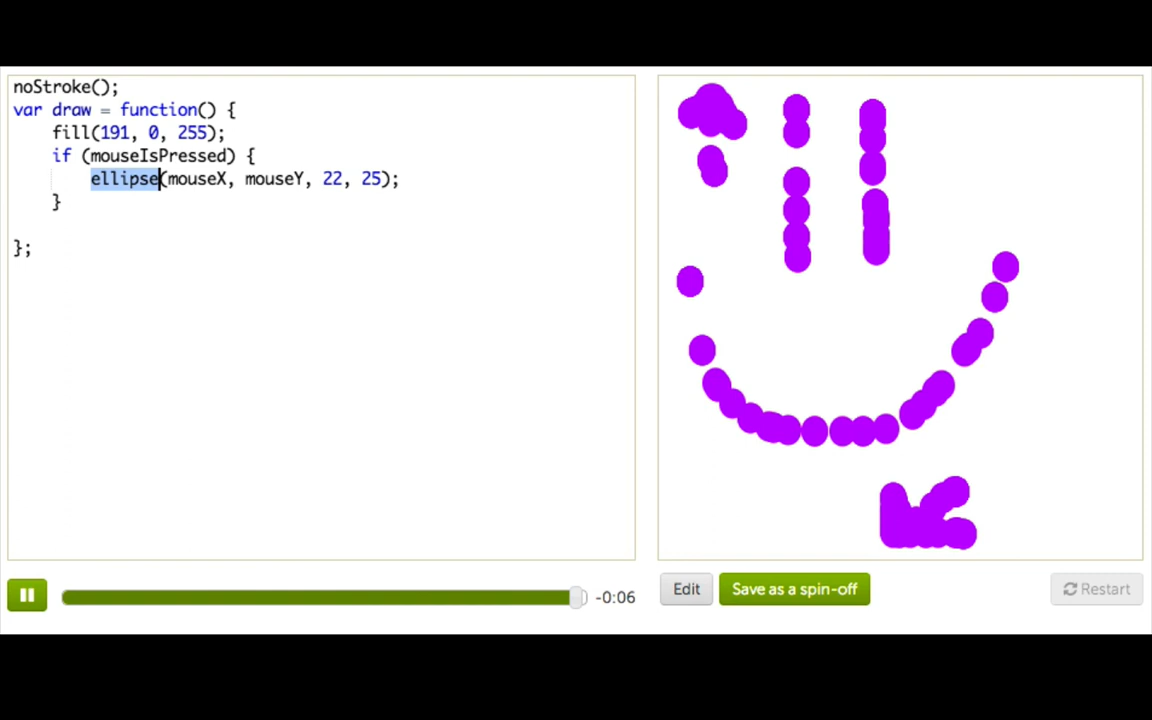 noStroke();
var draw = function() {
    fill(191, 0, 255);
    if (mouseIsPressed) {
        ellipse(mouseX, mouseY, 22, 25);
    }
};
-0:06
Edit
Save as a spin-off
Restart